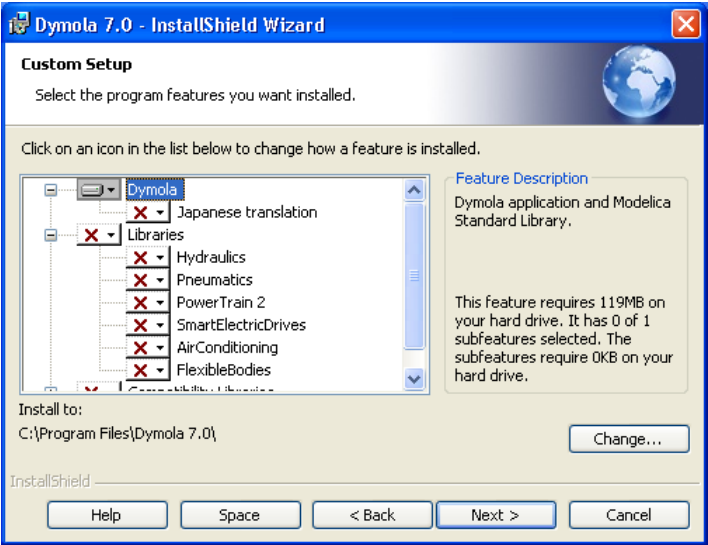 Dymola 7.0 - InstallShield Wizard
Custom Setup
Select the program features you want installed.
Click on an icon in the list below to change how a feature is installed.
Dymola
Japanese translation
Libraries
Hydraulics
Pneumatics
PowerTrain 2
SmartElectricDrives
AirConditioning
FlexibleBodies
Compatibility Libraries
Feature Description
Dymola application and Modelica
Standard Library.
This feature requires 119MB on
your hard drive. It has 0 of 1
subfeatures selected. The
subfeatures require 0KB on your
hard drive.
Install to:
C:\Program Files\Dymola 7.0\
Change...
InstallShield
Help
Space
< Back
Next >
Cancel